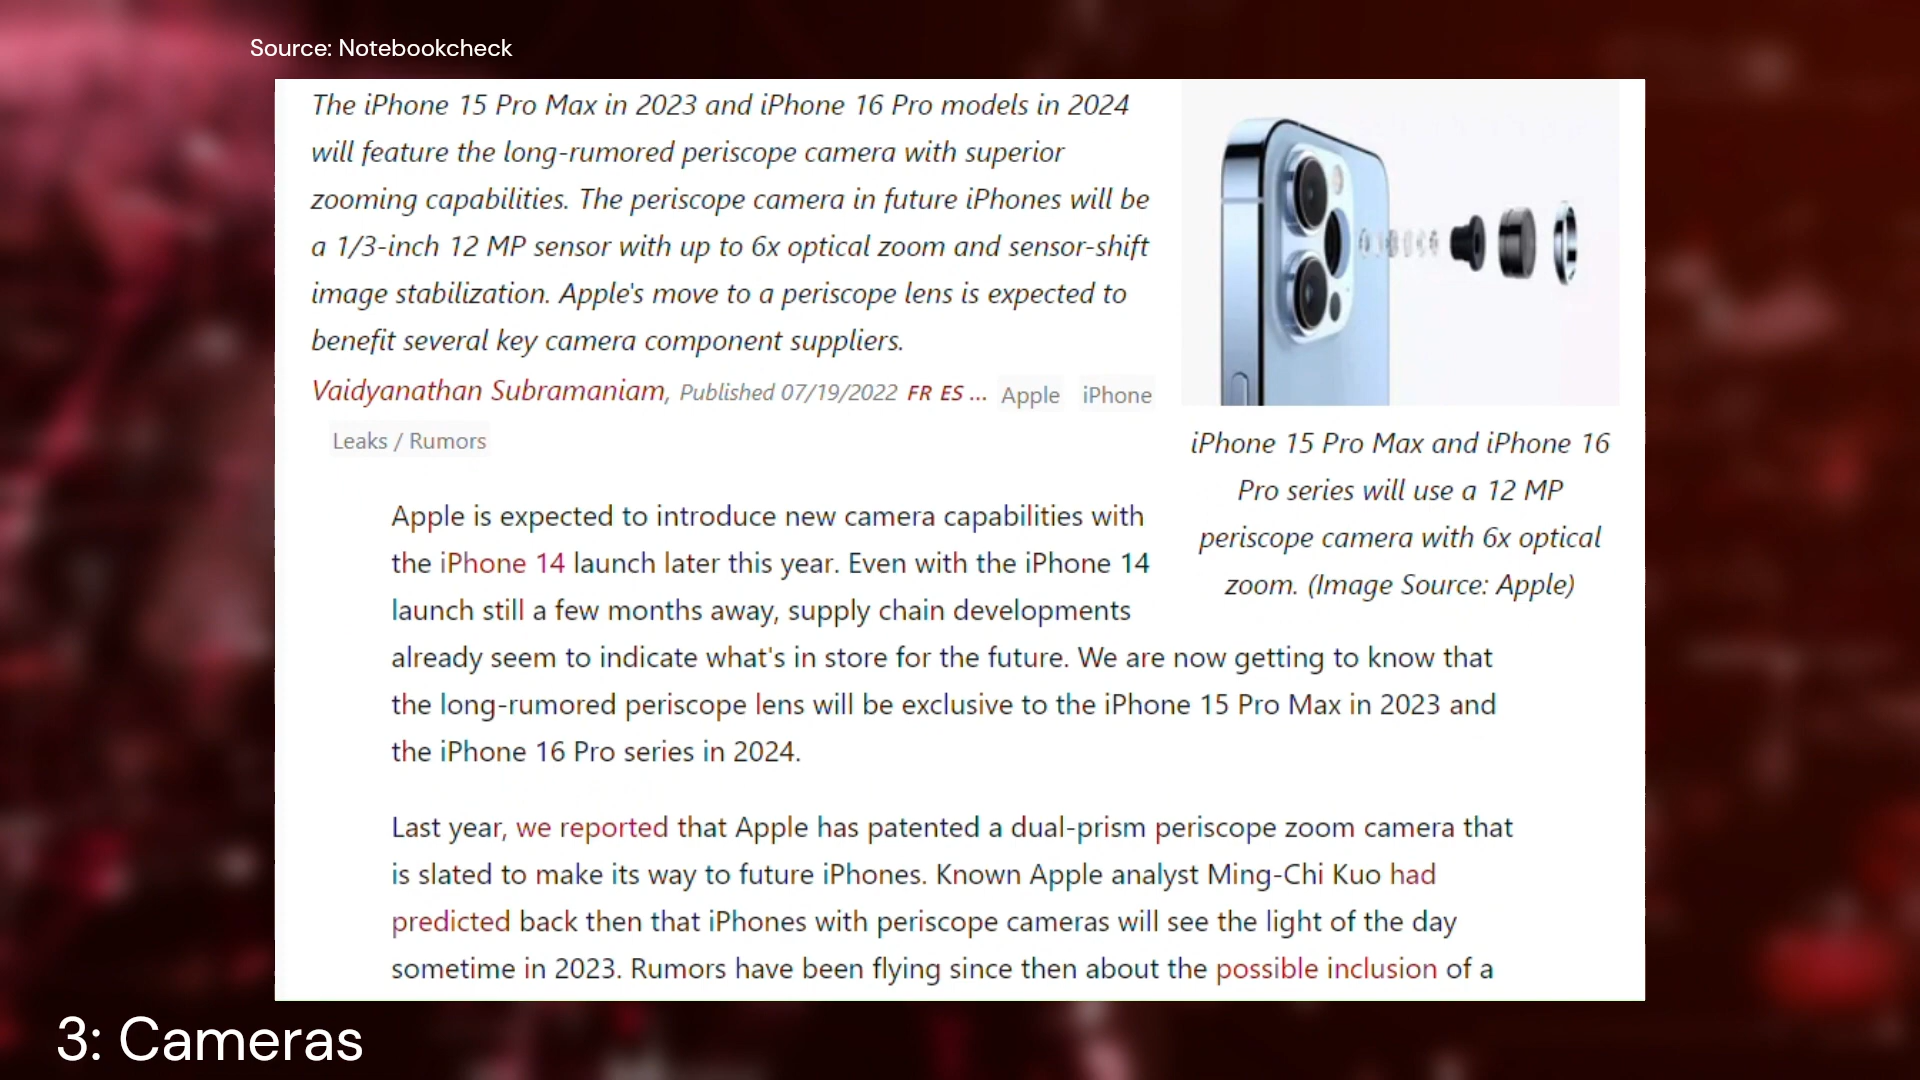 Source: Notebookcheck
The iPhone 15 Pro Max in 2023 and iPhone 16 Pro models in 2024
will feature the long-rumored periscope camera with superior
zooming capabilities. The periscope camera in future iPhones will be
a 1/3-inch 12 MP sensor with up to 6x optical zoom and sensor-shift
image stabilization. Apple's move to a periscope lens is expected to
benefit several key camera component suppliers.
Vaidyanathan Subramaniam, Published 07/19/2022 FR ES ... Apple iPhone
Leaks / Rumors
iPhone 15 Pro Max and iPhone 16
Pro series will use a 12 MP
periscope camera with 6x optical
zoom. (Image Source: Apple)
Apple is expected to introduce new camera capabilities with
the iPhone 14 launch later this year. Even with the iPhone 14
launch still a few months away, supply chain developments
already seem to indicate what's in store for the future. We are now getting to know that
the long-rumored periscope lens will be exclusive to the iPhone 15 Pro Max in 2023 and
the iPhone 16 Pro series in 2024.
Last year, we reported that Apple has patented a dual-prism periscope zoom camera that
is slated to make its way to future iPhones. Known Apple analyst Ming-Chi Kuo had
predicted back then that iPhones with periscope cameras will see the light of the day
sometime in 2023. Rumors have been flying since then about the possible inclusion of a
3: Cameras